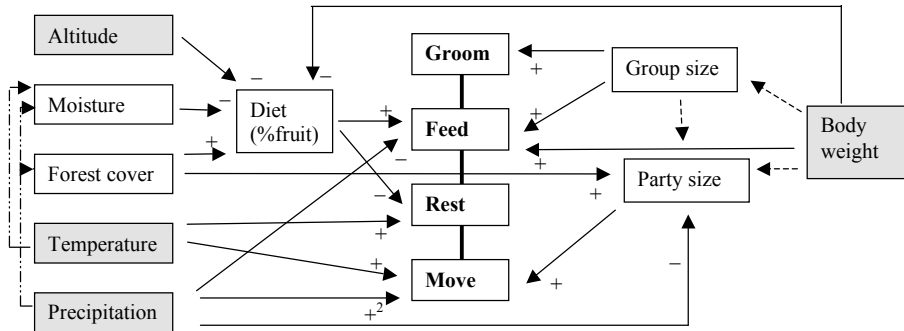 Altitude
Moisture
Forest cover
Temperature
Precipitation
Diet
(%fruit)
Groom
Feed
Rest
Move
Group size
Party size
Body
weight
−
−
−
+
+
−
−
+
+
+²
+
+
+
+
+
−